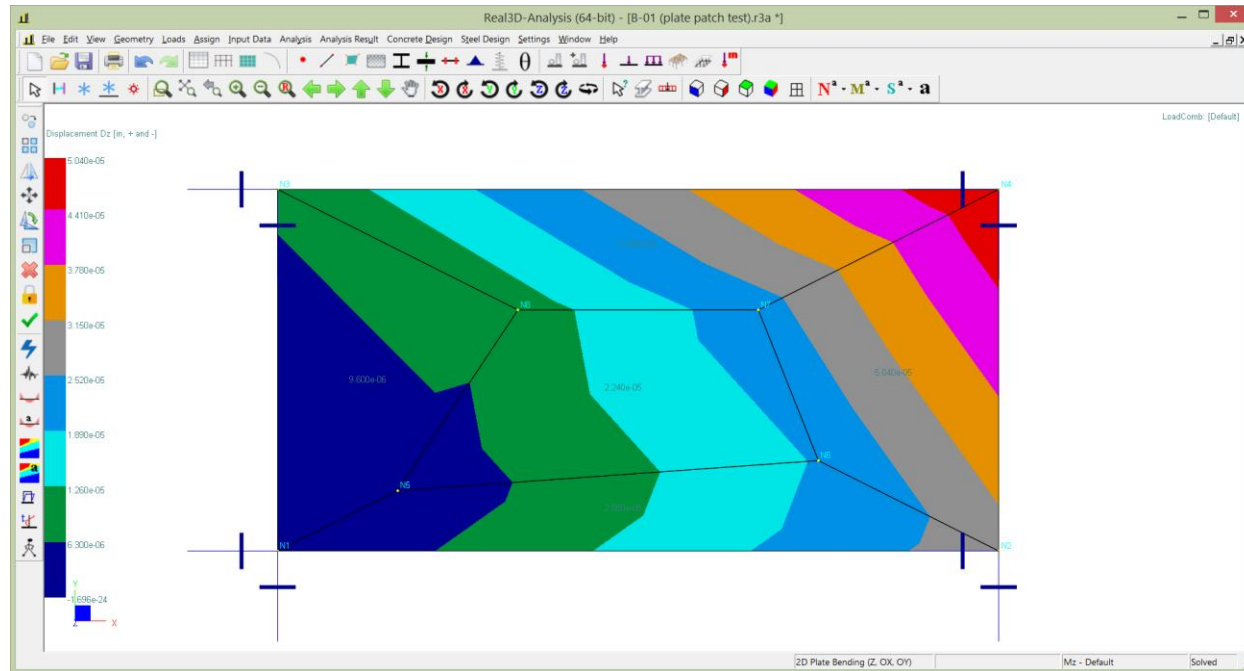 Real3D-Analysis (64-bit) - [B-01 (plate patch test).r3a *]
File Edit View Geometry Loads Assign Input Data Analysis Analysis Result Concrete Design Steel Design Settings Window Help
N M S a
LoadComb: [Default]
Displacement Dz [in, + and -]
5.040e-05
4.410e-05
3.780e-05
3.150e-05
2.520e-05
1.890e-05
1.260e-05
6.300e-06
-1.696e-24
N3
N4
N8
N7
9.600e-06
2.240e-05
5.040e-05
N6
N5
N1
N2
Y
Z X
2D Plate Bending (Z, OX, OY) Mz - Default Solved